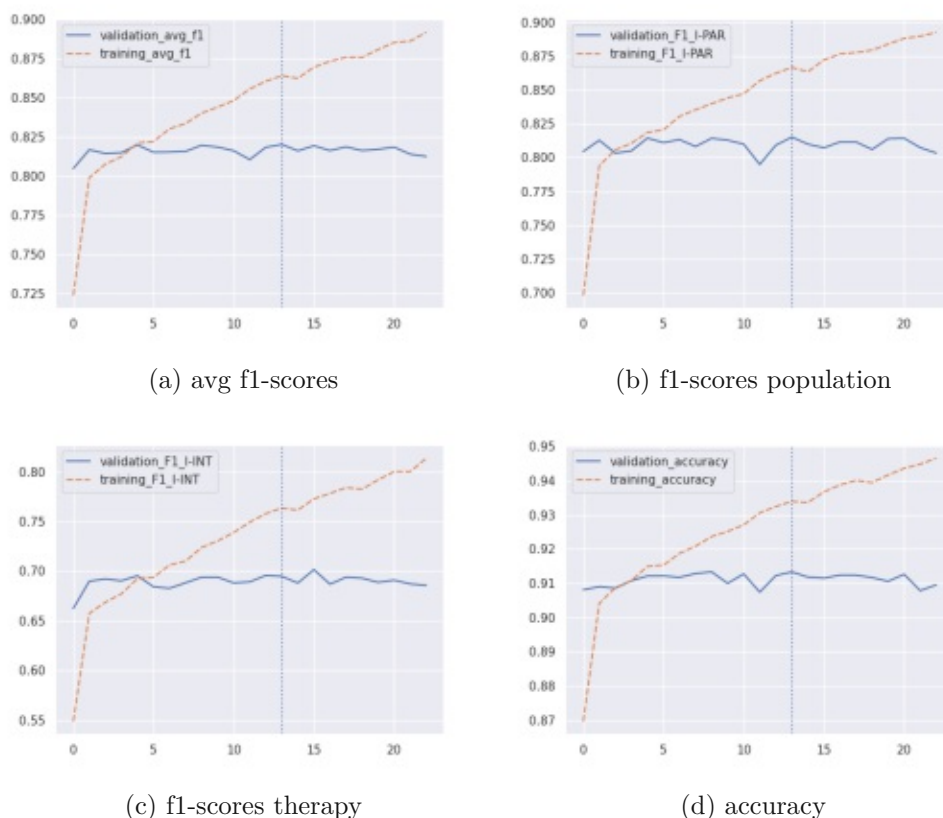 0.900
0.875
0.850
0.825
0.800
0.775
0.750
0.725
validation_avg_f1
training_avg_f1
0 5 10 15 20
(a) avg f1-scores
0.900
0.875
0.850
0.825
0.800
0.775
0.750
0.725
0.700
validation_F1_I-PAR
training_F1_I-PAR
0 5 10 15 20
(b) f1-scores population
0.80
0.75
0.70
0.65
0.60
0.55
validation_F1_I-INT
training_F1_I-INT
0 5 10 15 20
(c) f1-scores therapy
0.95
0.94
0.93
0.92
0.91
0.90
0.89
0.88
0.87
validation_accuracy
training_accuracy
0 5 10 15 20
(d) accuracy